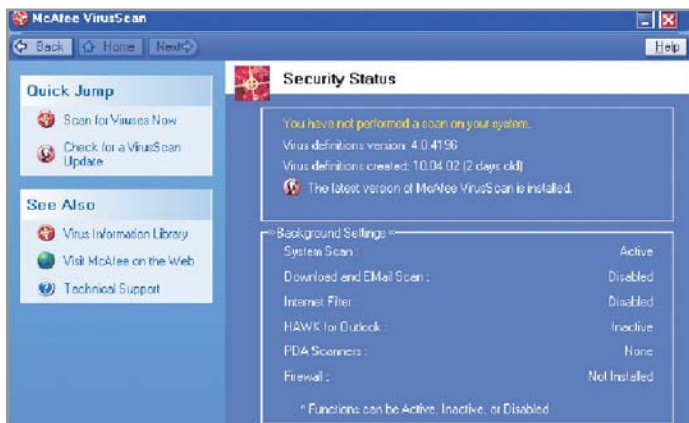 McAfee VirusScan
Back Home Next
Help
Quick Jump
Scan for Viruses Now
Check for a VirusScan
Update
See Also
Virus Information Library
Visit McAfee on the Web
Technical Support
Security Status
You have not performed a scan on your system.
Virus definitions version: 4.0.4196
Virus definitions created: 10.04.02 (2 days old)
The latest version of McAfee VirusScan is installed.
Background Settings
System Scan : Active
Download and EMail Scan : Disabled
Internet Filter Disabled
HAWK for Outlook : Inactive
PDA Scanners : None
Firewall : Not Installed
* Functions can be Active, Inactive, or Disabled